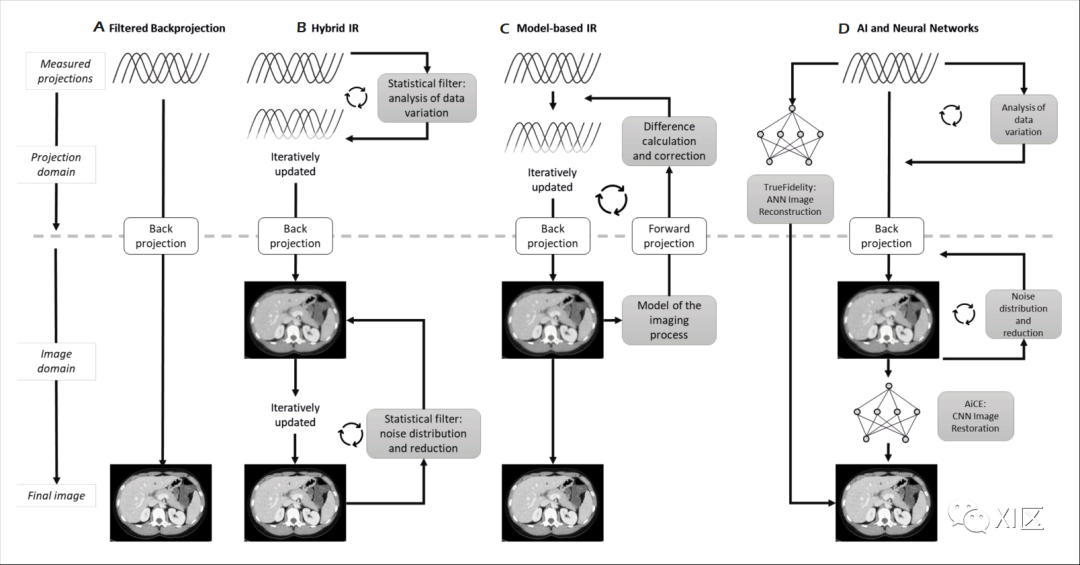 A Filtered Backprojection
B Hybrid IR
C Model-based IR
D AI and Neural Networks
Measured
projections
Projection
domain
Image
domain
Final image
Back
projection
Statistical filter:
analysis of data
variation
Iteratively
updated
Back
projection
Iteratively
updated
Statistical filter:
noise distribution
and reduction
Difference
calculation
and correction
Iteratively
updated
Back
projection
Forward
projection
Model of the
imaging
process
Analysis of
data
variation
TrueFidelity:
ANN Image
Reconstruction
Back
projection
Noise
distribution
and
reduction
AiCE:
CNN Image
Restoration
XI区